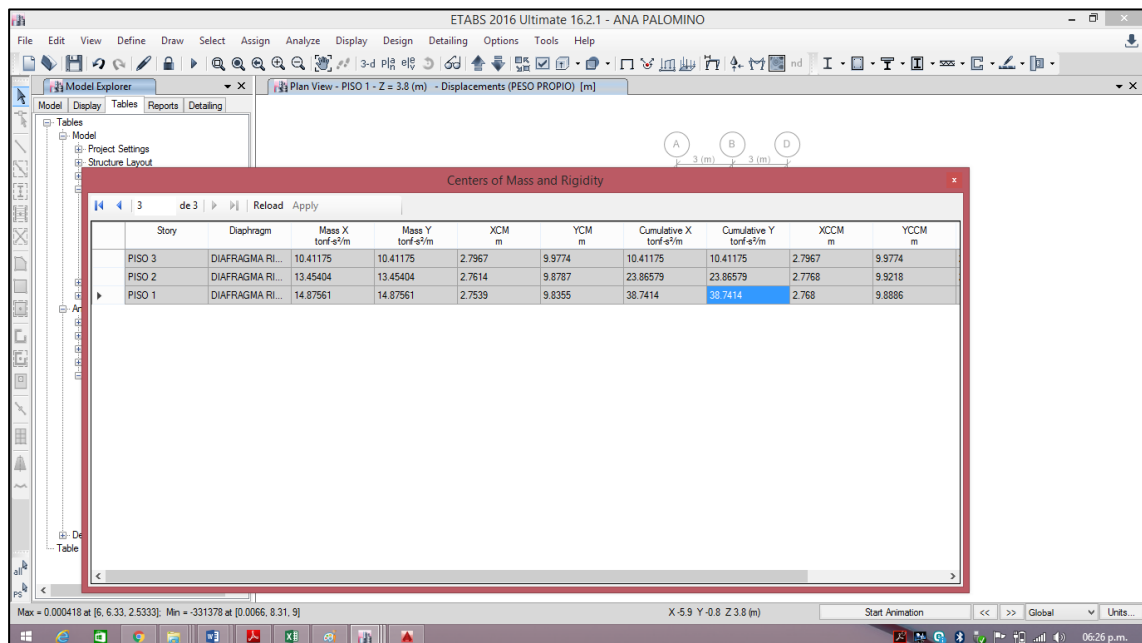 ETABS 2016 Ultimate 16.2.1 - ANA PALOMINO
File Edit View Define Draw Select Assign Analyze Display Design Detailing Options Tools Help
3-d nd
Model Explorer
Plan View - PISO 1 - Z = 3.8 (m) - Displacements (PESO PROPIO) [m]
Model Display Tables Reports Detailing
Tables
Model
Project Settings
Structure Layout
A B D
3 (m) 3 (m)
Centers of Mass and Rigidity
3 de 3 Reload Apply
Story Diaphragm Mass X tonf-s²/m Mass Y tonf-s²/m XCM m YCM m Cumulative X tonf-s²/m Cumulative Y tonf-s²/m XCCM m YCCM m
PISO 3 DIAFRAGMA RI... 10.41175 10.41175 2.7967 9.9774 10.41175 10.41175 2.7967 9.9774
PISO 2 DIAFRAGMA RI... 13.45404 13.45404 2.7614 9.8787 23.86579 23.86579 2.7768 9.9218
PISO 1 DIAFRAGMA RI... 14.87561 14.87561 2.7539 9.8355 38.7414 38.7414 2.768 9.8886
An
De
Table
all
PS
Max = 0.000418 at [6, 6.33, 2.5333]; Min = -331378 at [0.0066, 8.31, 9] X -5.9 Y -0.8 Z 3.8 (m) Start Animation << >> Global Units...
06:26 p.m.